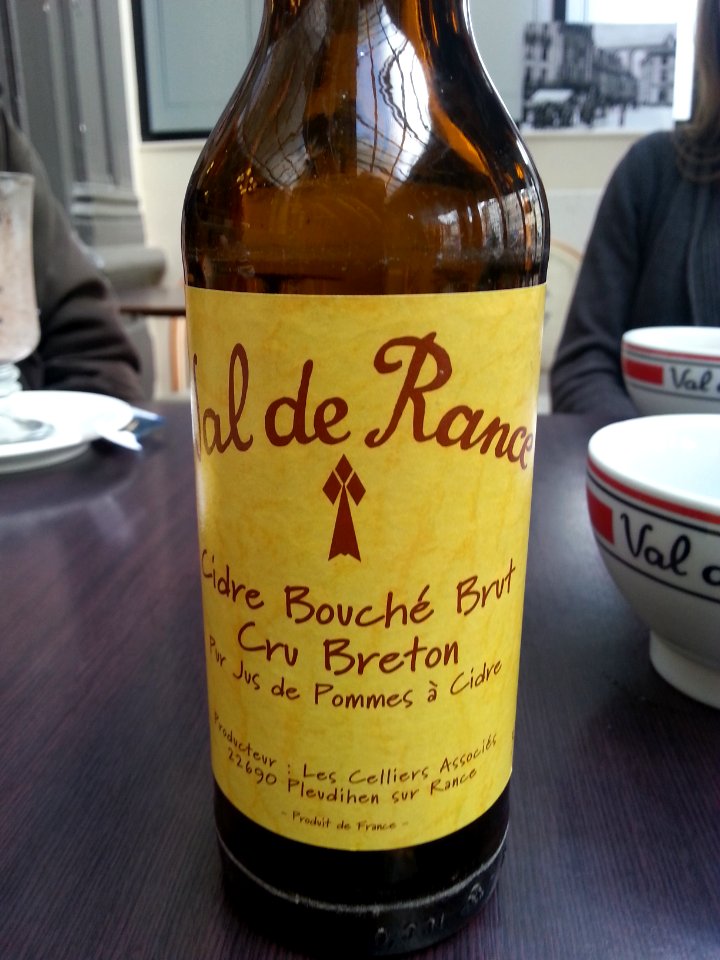 Val de Rance
Cidre Bouché Brut
Cru Breton
Pur Jus de Pommes à Cidre
Producteur : Les Celliers Associés
22690 Pleudihen sur Rance
- Produit de France -
Val
Val d